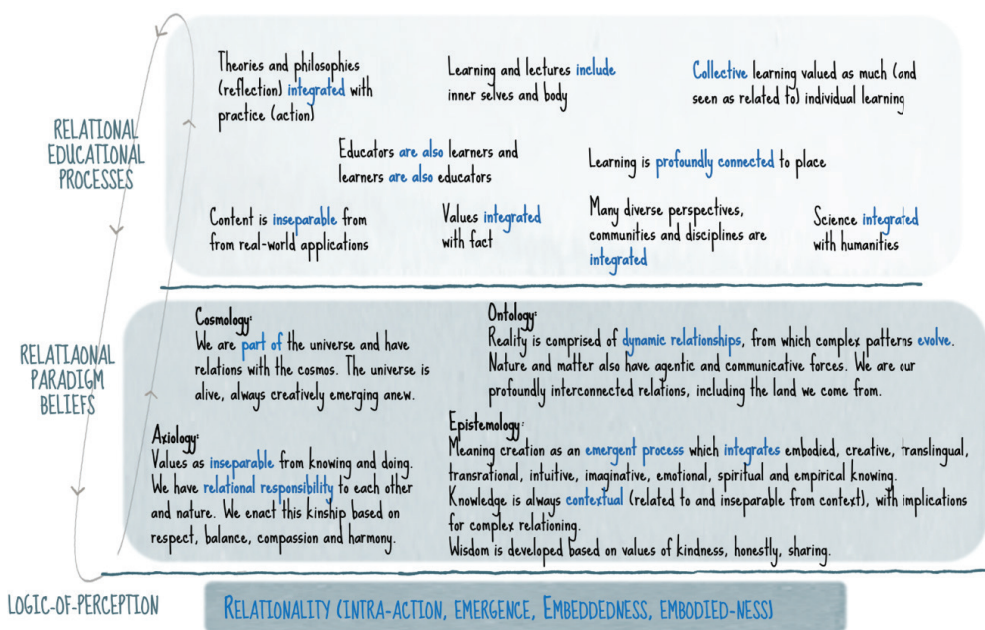 RELATIONAL
EDUCATIONAL
PROCESSES
Theories and philosophies
(reflection) integrated with
practice (action)
Learning and lectures include
inner selves and body
Collective learning valued as much (and
seen as related to) individual learning
Educators are also learners and
learners are also educators
Learning is profoundly connected to place
Content is inseparable from
from real-world applications
Values integrated
with fact
Many diverse perspectives,
communities and disciplines are
integrated
Science integrated
with humanities
RELATIAONAL
PARADIGM
BELIEFS
Cosmology:
We are part of the universe and have
relations with the cosmos. The universe is
alive, always creatively emerging anew.
Ontology:
Reality is comprised of dynamic relationships, from which complex patterns evolve.
Nature and matter also have agentic and communicative forces. We are our
profoundly interconnected relations, including the land we come from.
Axiology:
Values as inseparable from knowing and doing.
We have relational responsibility to each other
and nature. We enact this kinship based on
respect, balance, compassion and harmony.
Epistemology:
Meaning creation as an emergent process which integrates embodied, creative, translingual,
transrational, intuitive, imaginative, emotional, spiritual and empirical knowing.
Knowledge is always contextual (related to and inseparable from context), with implications
for complex relationing.
Wisdom is developed based on values of kindness, honestly, sharing.
LOGIC-OF-PERCEPTION
RELATIONALITY (INTRA-ACTION, EMERGENCE, EMBEDDEDNESS, EMBODIED-NESS)